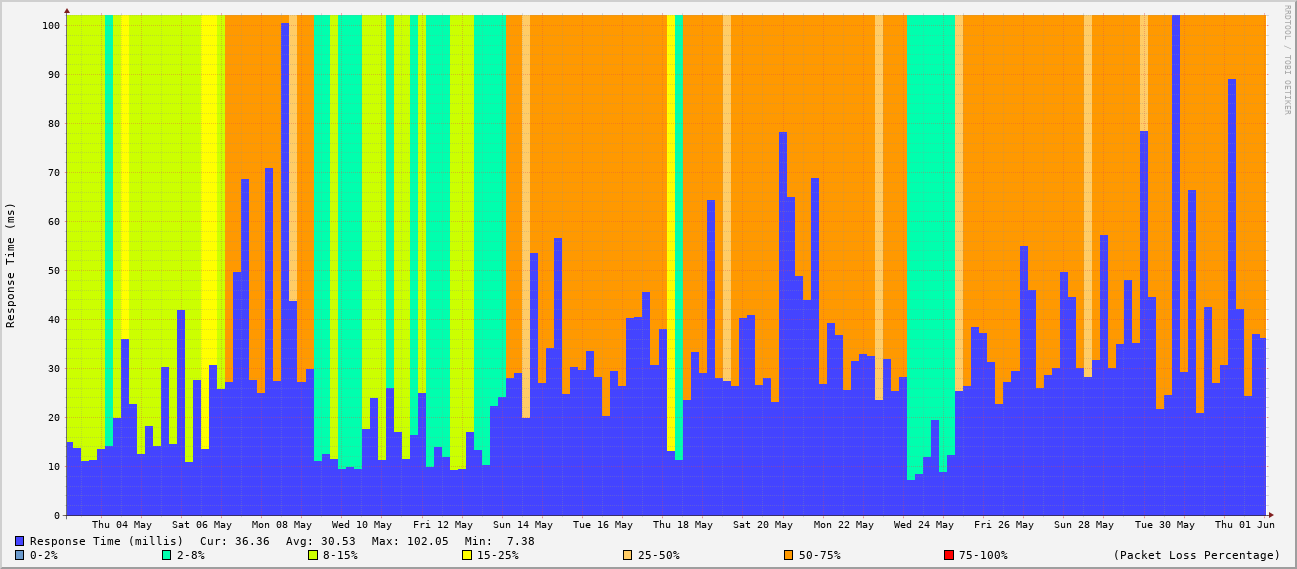 RRDTOOL / TOBI OETIKER
Response Time (ms)
100
90
80
70
60
50
40
30
20
10
0
Thu 04 May Sat 06 May Mon 08 May Wed 10 May Fri 12 May Sun 14 May Tue 16 May Thu 18 May Sat 20 May Mon 22 May Wed 24 May Fri 26 May Sun 28 May Tue 30 May Thu 01 Jun
Response Time (millis) Cur: 36.36 Avg: 30.53 Max: 102.05 Min: 7.38
0-2% 2-8% 8-15% 15-25% 25-50% 50-75% 75-100% (Packet Loss Percentage)